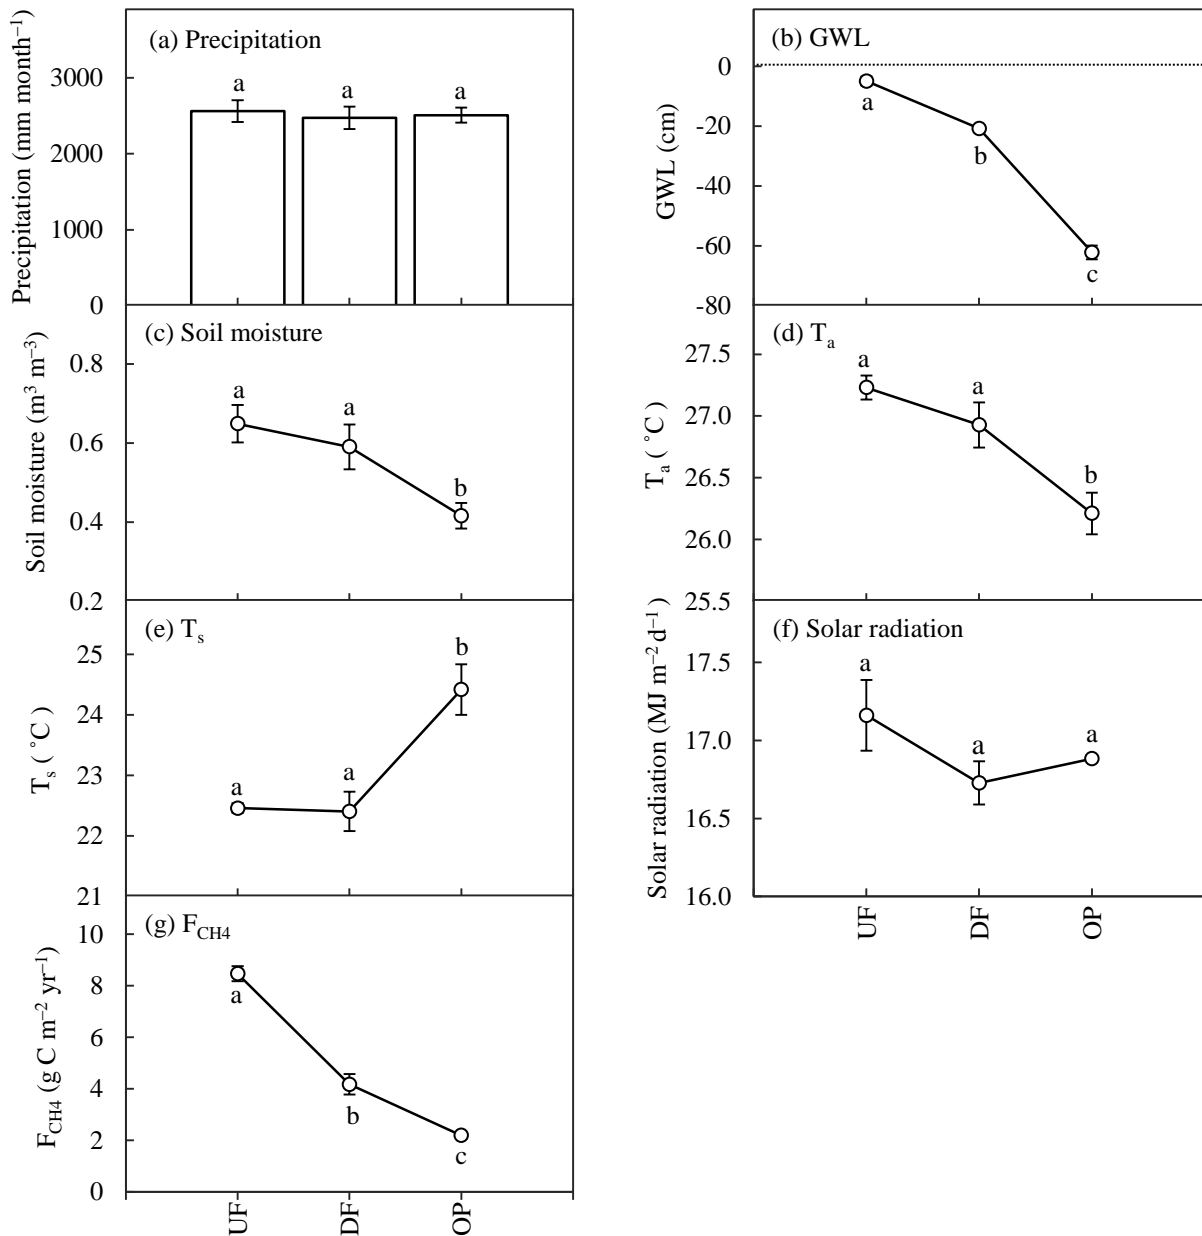 (a) Precipitation
Precipitation (mm month⁻¹)
3000
2000
1000
0
a
a
a
(b) GWL
GWL (cm)
0
-20
-40
-60
-80
a
b
c
(c) Soil moisture
Soil moisture (m³ m⁻³)
0.8
0.6
0.4
0.2
a
a
b
(d) Tₐ
Tₐ ( ˚C)
27.5
27.0
26.5
26.0
25.5
a
a
b
(e) Tₛ
Tₛ ( ˚C)
25
24
23
22
21
a
a
b
(f) Solar radiation
Solar radiation (MJ m⁻² d⁻¹)
17.5
17.0
16.5
16.0
a
a
a
UF
DF
OP
(g) F_CH4
F_CH4 (g C m⁻² yr⁻¹)
10
8
6
4
2
0
a
b
c
UF
DF
OP